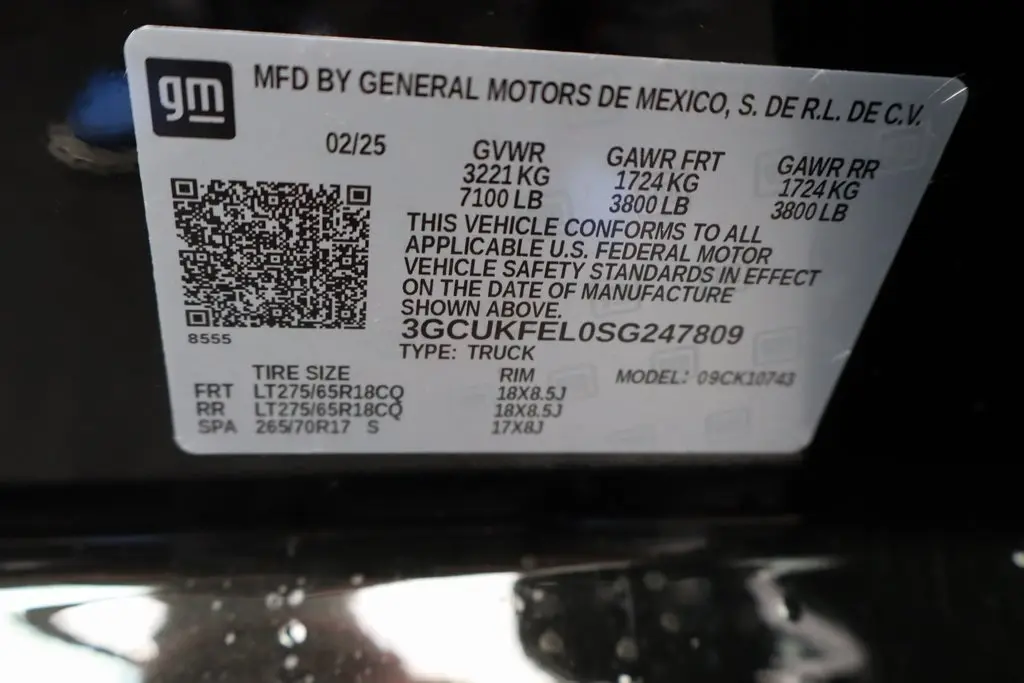 gm
MFD BY GENERAL MOTORS DE MEXICO, S. DE R.L. DE C.V.
02/25
GVWR GAWR FRT GAWR RR
3221 KG 1724 KG 1724 KG
7100 LB 3800 LB 3800 LB
THIS VEHICLE CONFORMS TO ALL
APPLICABLE U.S. FEDERAL MOTOR
VEHICLE SAFETY STANDARDS IN EFFECT
ON THE DATE OF MANUFACTURE
SHOWN ABOVE.
3GCUKFEL0SG247809
8555
TYPE: TRUCK
TIRE SIZE RIM MODEL: 09CK10743
FRT LT275/65R18CQ 18X8.5J
RR LT275/65R18CQ 18X8.5J
SPA 265/70R17 S 17X8J